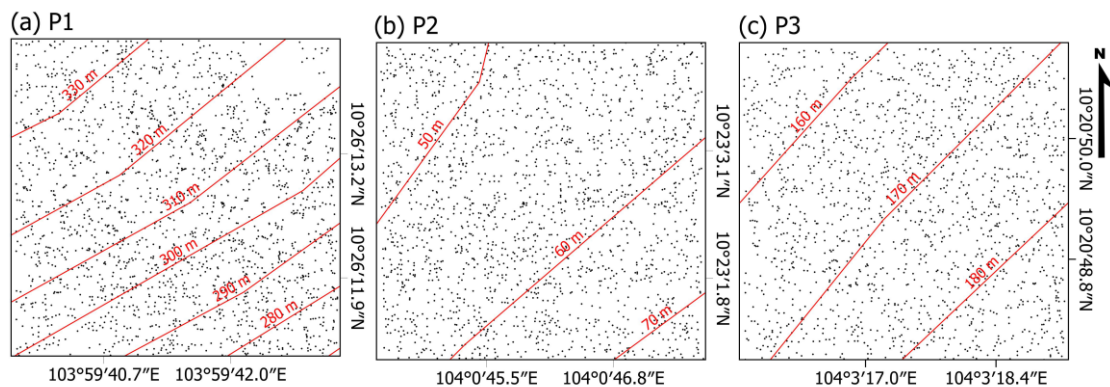 (a) P1
(b) P2
(c) P3
N
330 m
320 m
310 m
300 m
290 m
280 m
10°26'13.2"N
10°26'11.9"N
103°59'40.7"E
103°59'42.0"E
50 m
60 m
70 m
10°23'3.1"N
10°23'1.8"N
104°0'45.5"E
104°0'46.8"E
160 m
170 m
180 m
10°20'50.0"N
10°20'48.8"N
104°3'17.0"E
104°3'18.4"E